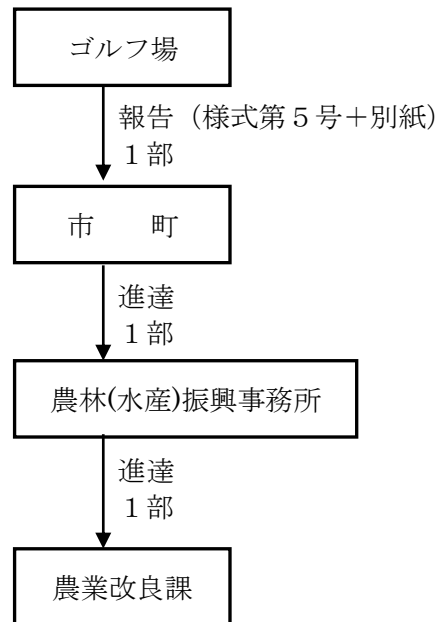 ゴルフ場
報告（様式第５号＋別紙）
１部
市　　町
進達
１部
農林(水産)振興事務所
進達
１部
農業改良課